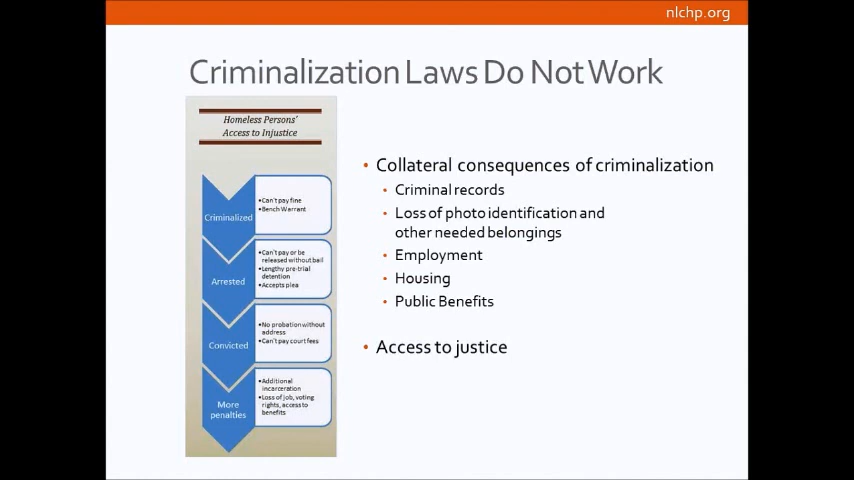 nlchp.org
Criminalization Laws Do Not Work
Homeless Persons'
Access to Injustice
Criminalized
•Can't pay fine
•Bench Warrant
Arrested
•Can't pay or be
released without bail
•Lengthy pre-trial
detention
•Accepts plea
Convicted
•No probation without
address
•Can't pay court fees
More
penalties
•Additional
incarceration
•Loss of job, voting
rights, access to
benefits
• Collateral consequences of criminalization
• Criminal records
• Loss of photo identification and
other needed belongings
• Employment
• Housing
• Public Benefits
• Access to justice